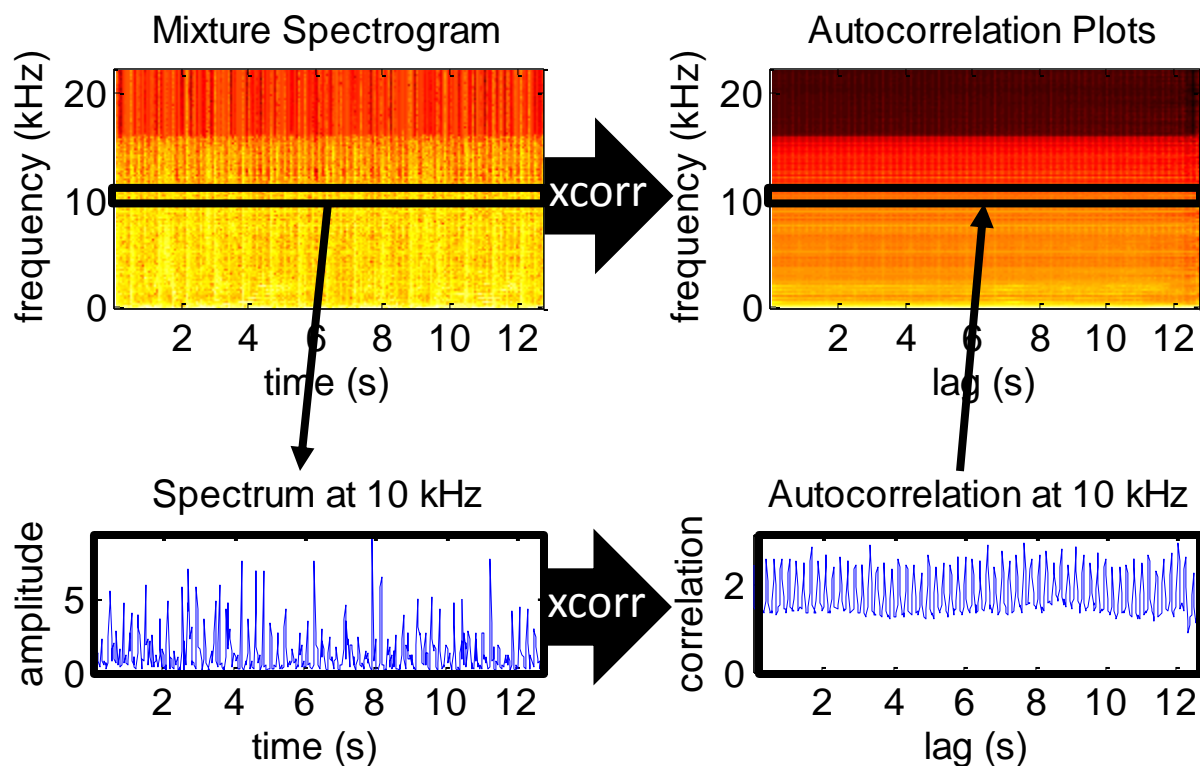 Mixture Spectrogram
frequency (kHz)
20
10
0
2 4 6 8 10 12
time (s)
xcorr
Autocorrelation Plots
frequency (kHz)
20
10
0
2 4 6 8 10 12
lag (s)
Spectrum at 10 kHz
amplitude
5
0
2 4 6 8 10 12
time (s)
xcorr
Autocorrelation at 10 kHz
correlation
2
0
2 4 6 8 10 12
lag (s)